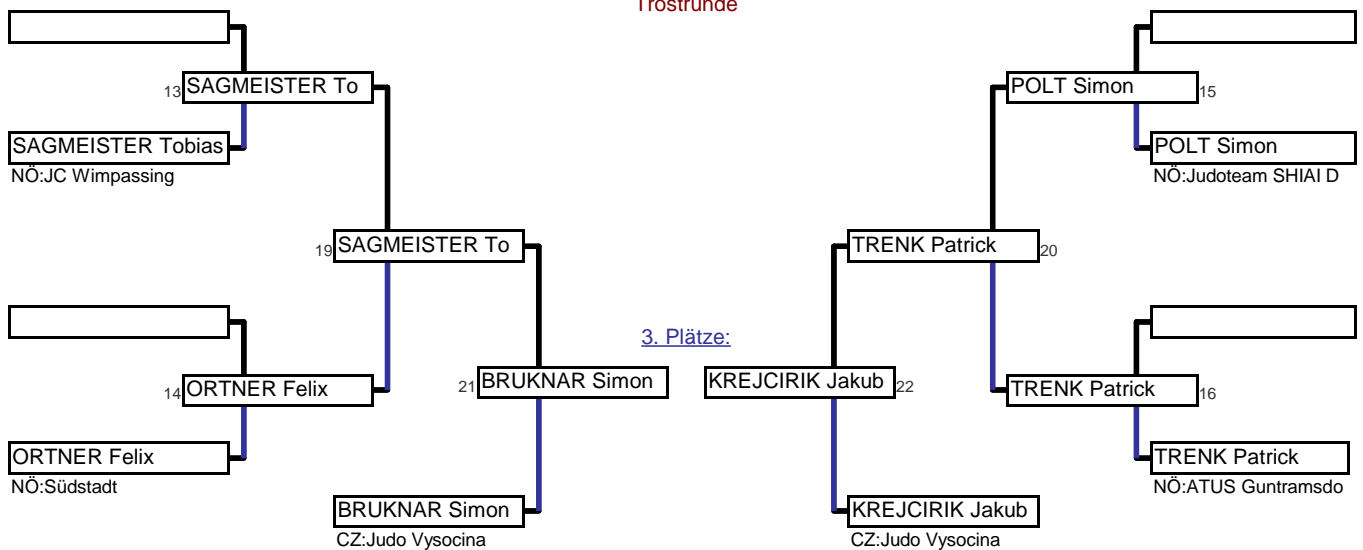 Trostrunde
13 SAGMEISTER To
POLT Simon 15
SAGMEISTER Tobias
NÖ:JC Wimpassing
POLT Simon
NÖ:Judoteam SHIAI D
19 SAGMEISTER To
TRENK Patrick 20
3. Plätze:
14 ORTNER Felix
21 BRUKNAR Simon
KREJCIRIK Jakub 22
TRENK Patrick 16
ORTNER Felix
NÖ:Südstadt
TRENK Patrick
NÖ:ATUS Guntramsdo
BRUKNAR Simon
CZ:Judo Vysocina
KREJCIRIK Jakub
CZ:Judo Vysocina